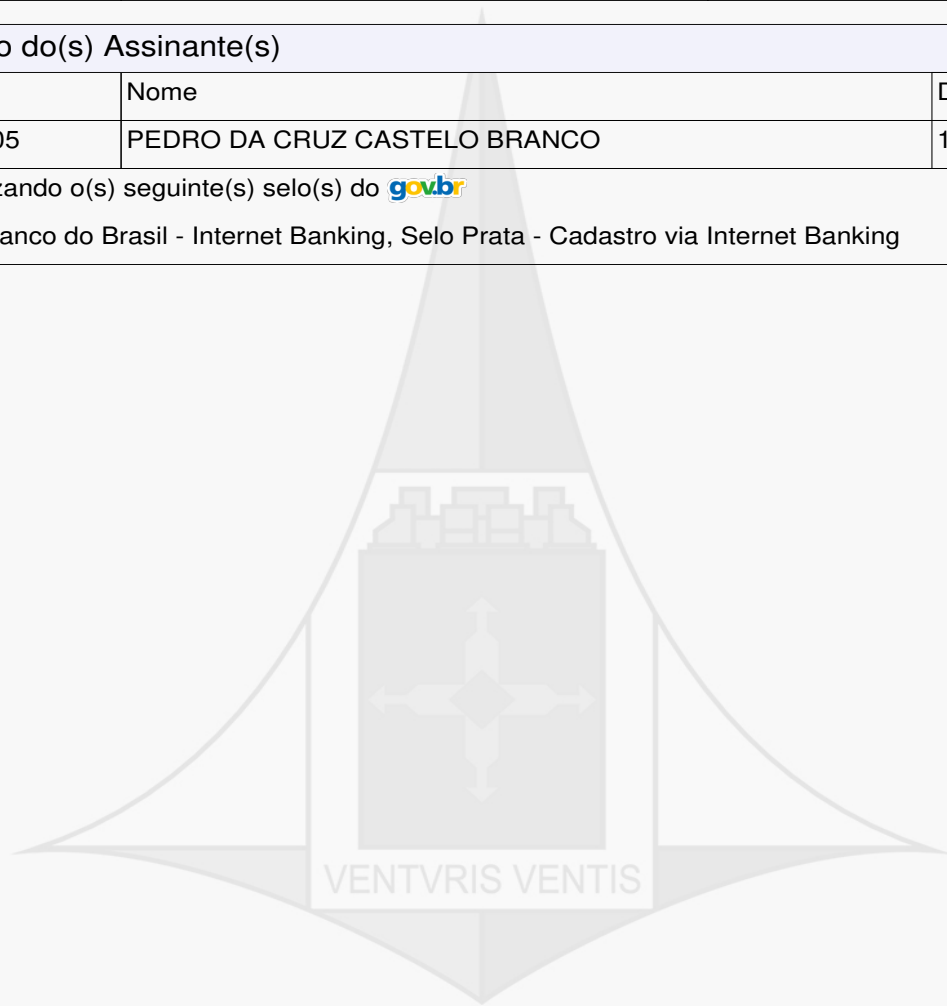 o do(s) Assinante(s)
Nome D
05 PEDRO DA CRUZ CASTELO BRANCO 1
zando o(s) seguinte(s) selo(s) do gov.br
anco do Brasil - Internet Banking, Selo Prata - Cadastro via Internet Banking
VENTVRIS VENTIS